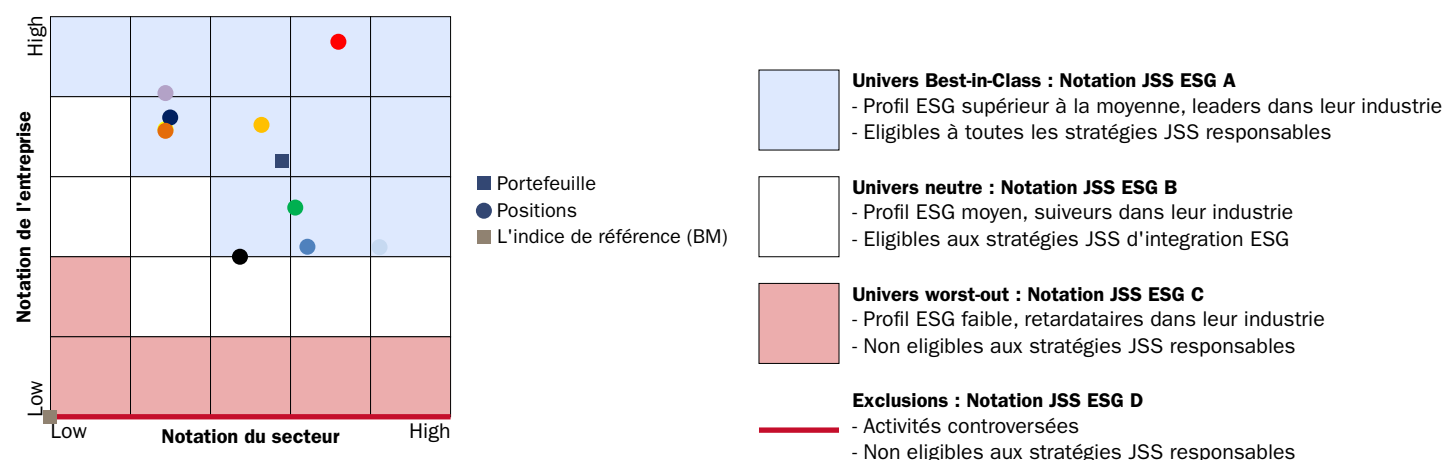 High
Notation de l'entreprise
Low
Low
Notation du secteur
High
Portefeuille
Positions
L'indice de référence (BM)
Univers Best-in-Class : Notation JSS ESG A
- Profil ESG supérieur à la moyenne, leaders dans leur industrie
- Eligibles à toutes les stratégies JSS responsables
Univers neutre : Notation JSS ESG B
- Profil ESG moyen, suiveurs dans leur industrie
- Eligibles aux stratégies JSS d'integration ESG
Univers worst-out : Notation JSS ESG C
- Profil ESG faible, retardataires dans leur industrie
- Non eligibles aux stratégies JSS responsables
Exclusions : Notation JSS ESG D
- Activités controversées
- Non eligibles aux stratégies JSS responsables